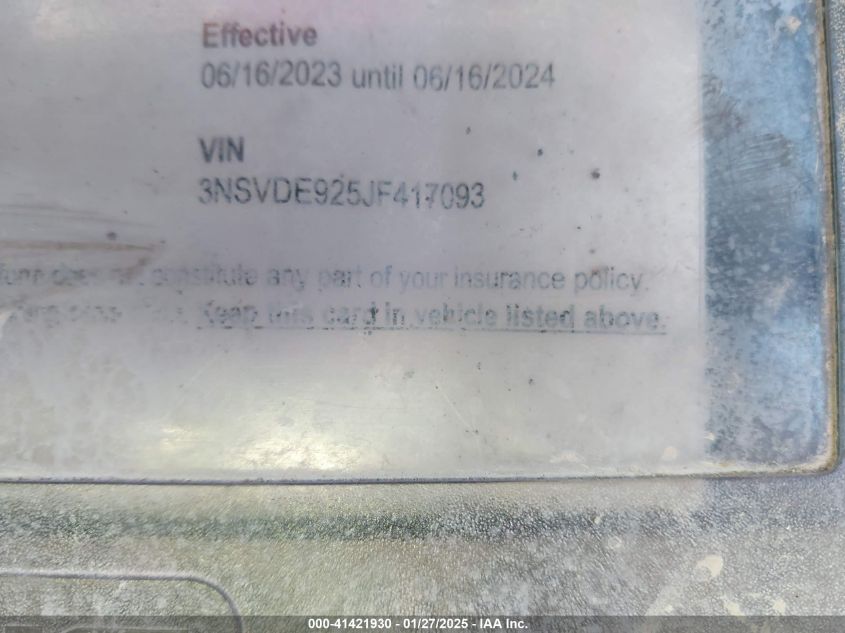 Effective
06/16/2023 until 06/16/2024
VIN
3NSVDE925JF417093
constitute any part of your insurance policy.
Keep this card in vehicle listed above.
000-41421930 - 01/27/2025 - IAA Inc.